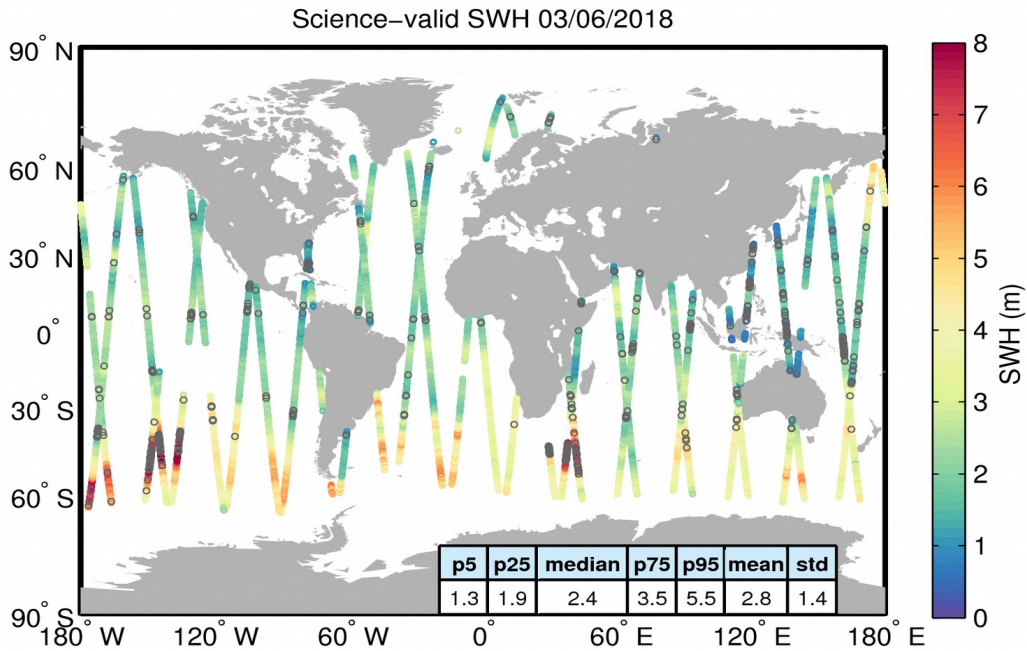 Science−valid SWH 03/06/2018
90° N
60° N
30° N
0°
30° S
60° S
90° S
180° W 120° W 60° W 0° 60° E 120° E 180° E
p5 p25 median p75 p95 mean std
1.3 1.9 2.4 3.5 5.5 2.8 1.4
8
7
6
5
4
3
2
1
0
SWH (m)